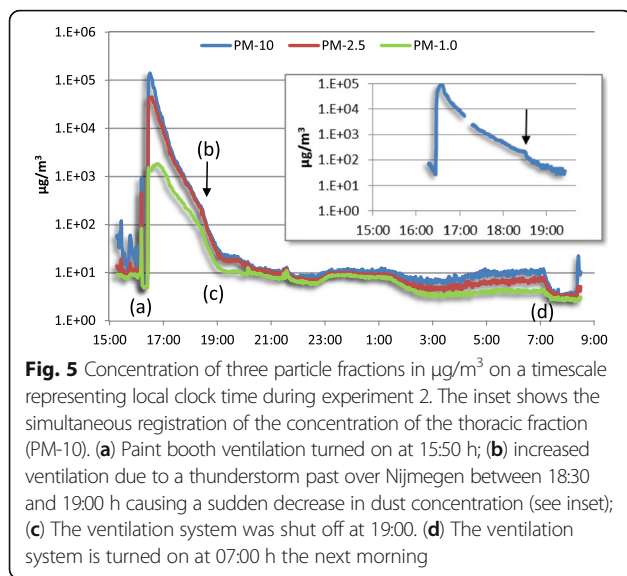 PM-10 PM-2.5 PM-1.0
1.E+06
1.E+05
1.E+04
1.E+03
1.E+02
1.E+01
1.E+00
µg/m³
15:00 17:00 19:00 21:00 23:00 1:00 3:00 5:00 7:00 9:00
(a)
(b)
(c)
(d)
1.E+05
1.E+04
1.E+03
1.E+02
1.E+01
1.E+00
µg/m³
15:00 16:00 17:00 18:00 19:00
Fig. 5 Concentration of three particle fractions in µg/m³ on a timescale
representing local clock time during experiment 2. The inset shows the
simultaneous registration of the concentration of the thoracic fraction
(PM-10). (a) Paint booth ventilation turned on at 15:50 h; (b) increased
ventilation due to a thunderstorm past over Nijmegen between 18:30
and 19:00 h causing a sudden decrease in dust concentration (see inset);
(c) The ventilation system was shut off at 19:00. (d) The ventilation
system is turned on at 07:00 h the next morning